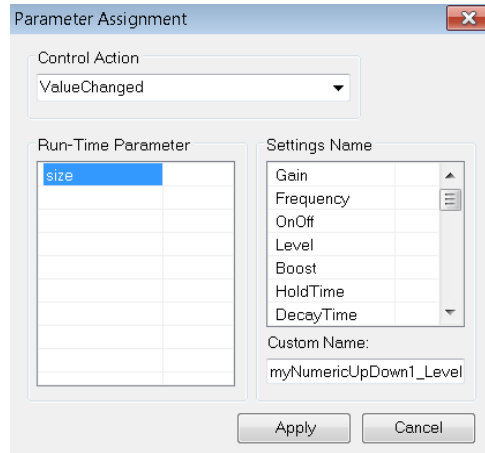 Parameter Assignment
Control Action
ValueChanged
Run-Time Parameter
size
Settings Name
Gain
Frequency
OnOff
Level
Boost
HoldTime
DecayTime
Custom Name:
myNumericUpDown1_Level
Apply
Cancel